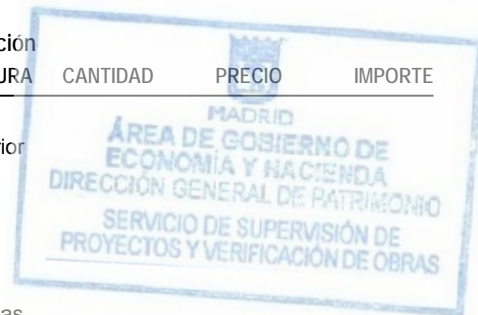 ción
URA CANTIDAD PRECIO IMPORTE
MADRID
ÁREA DE GOBIERNO DE
rior
ECONOMÍA Y HACIENDA
DIRECCIÓN GENERAL DE PATRIMONIO
SERVICIO DE SUPERVISIÓN DE
PROYECTOS Y VERIFICACIÓN DE OBRAS
as